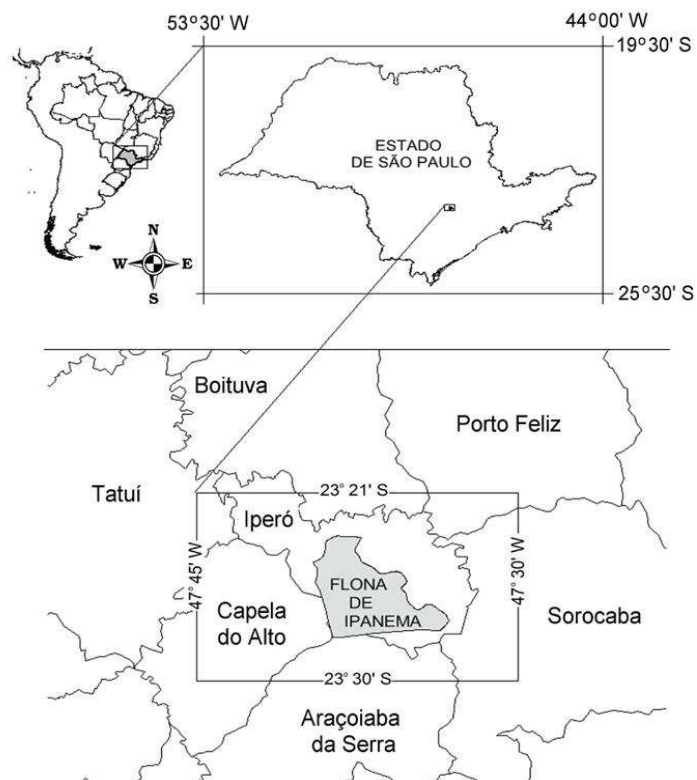 53°30' W
44°00' W
19°30' S
ESTADO
DE SÃO PAULO
N
W
E
S
25°30' S
Boituva
Porto Feliz
Tatuí
23° 21' S
Iperó
47° 45' W
47° 30' W
FLONA
DE
IPANEMA
Capela
do Alto
Sorocaba
23° 30' S
Araçoiaba
da Serra